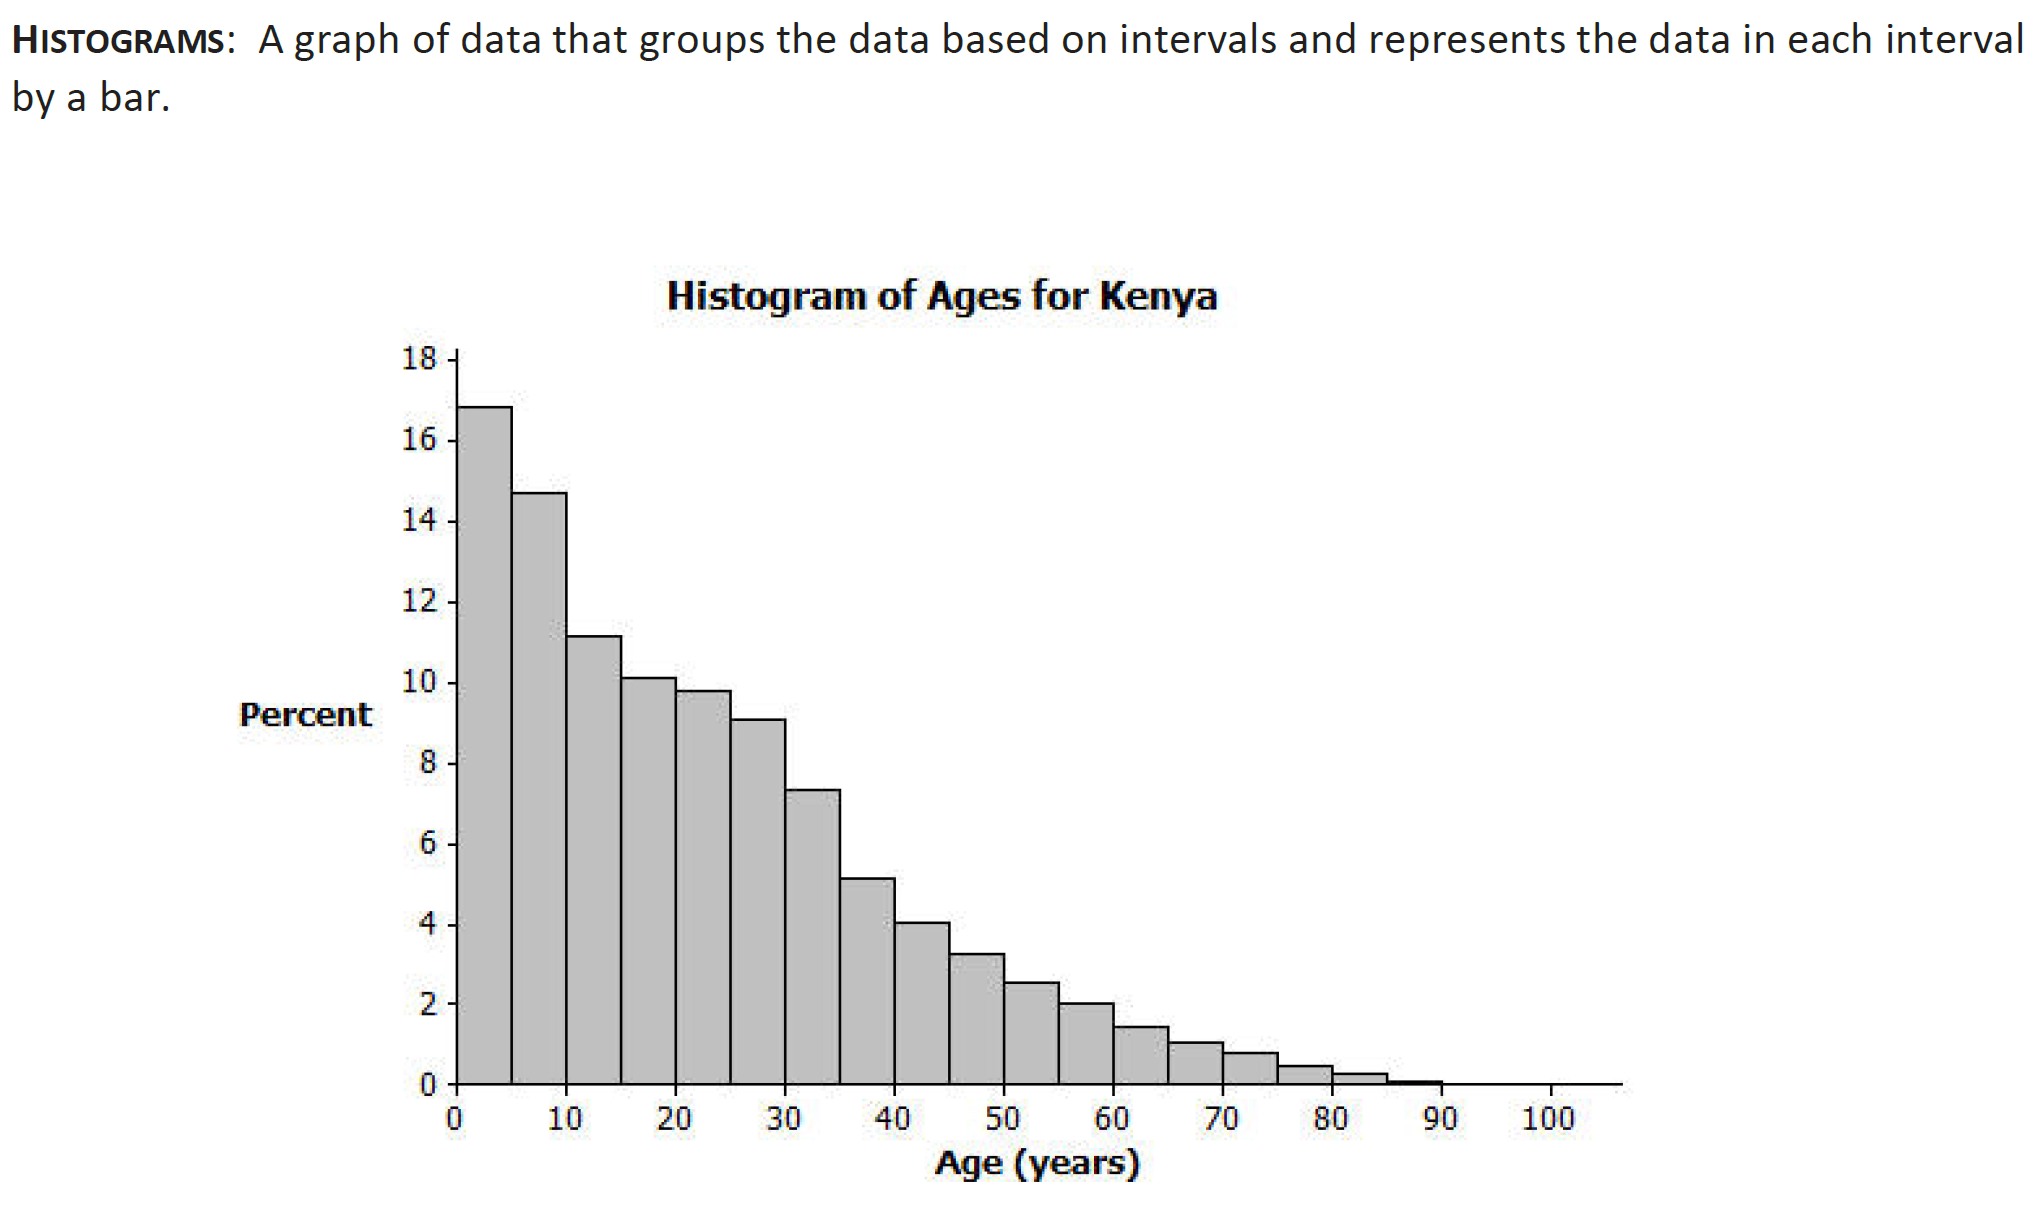 HISTOGRAMS: A graph of data that groups the data based on intervals and represents the data in each interval
by a bar.
Histogram of Ages for Kenya
18
16
14
12
10
Percent
8
6
4
2
0
0 10 20 30 40 50 60 70 80 90 100
Age (years)